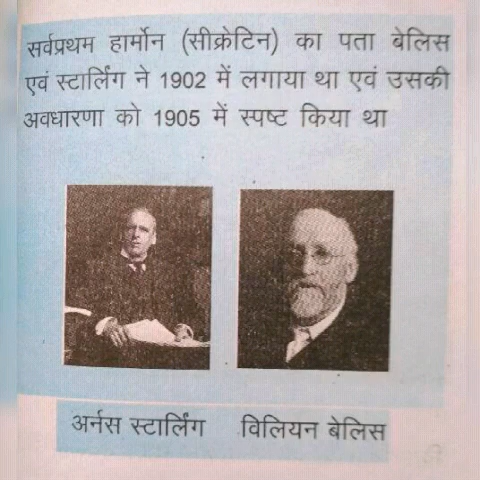 सर्वप्रथम हार्मोन (सीक्रेटिन) का पता बेलिस
एवं स्टार्लिंग ने 1902 में लगाया था एवं उसकी
अवधारणा को 1905 में स्पष्ट किया था
अर्नस स्टार्लिंग विलियन बेलिस